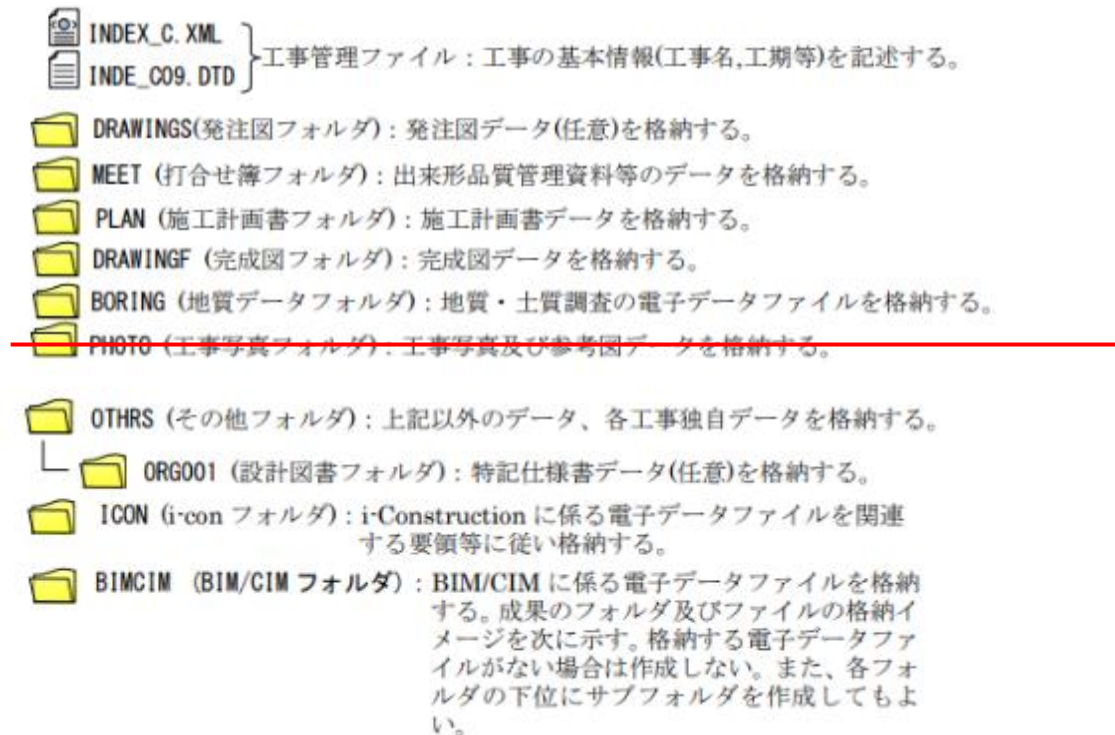 INDEX_C.XML
INDE_C09.DTD
工事管理ファイル：工事の基本情報(工事名,工期等)を記述する。
DRAWINGS(発注図フォルダ)：発注図データ(任意)を格納する。
MEET (打合せ簿フォルダ)：出来形品質管理資料等のデータを格納する。
PLAN (施工計画書フォルダ)：施工計画書データを格納する。
DRAWINGF (完成図フォルダ)：完成図データを格納する。
BORING (地質データフォルダ)：地質・土質調査の電子データファイルを格納する。
PHOTO (工事写真フォルダ)：工事写真及び参考図データを格納する。
OTHRS (その他フォルダ)：上記以外のデータ、各工事独自データを格納する。
ORG001 (設計図書フォルダ)：特記仕様書データ(任意)を格納する。
ICON (i-con フォルダ)：i-Construction に係る電子データファイルを関連
する要領等に従い格納する。
BIMCIM (BIM/CIM フォルダ)：BIM/CIM に係る電子データファイルを格納
する。成果のフォルダ及びファイルの格納イ
メージを次に示す。格納する電子データファ
イルがない場合は作成しない。また、各フォ
ルダの下位にサブフォルダを作成してもよ
い。